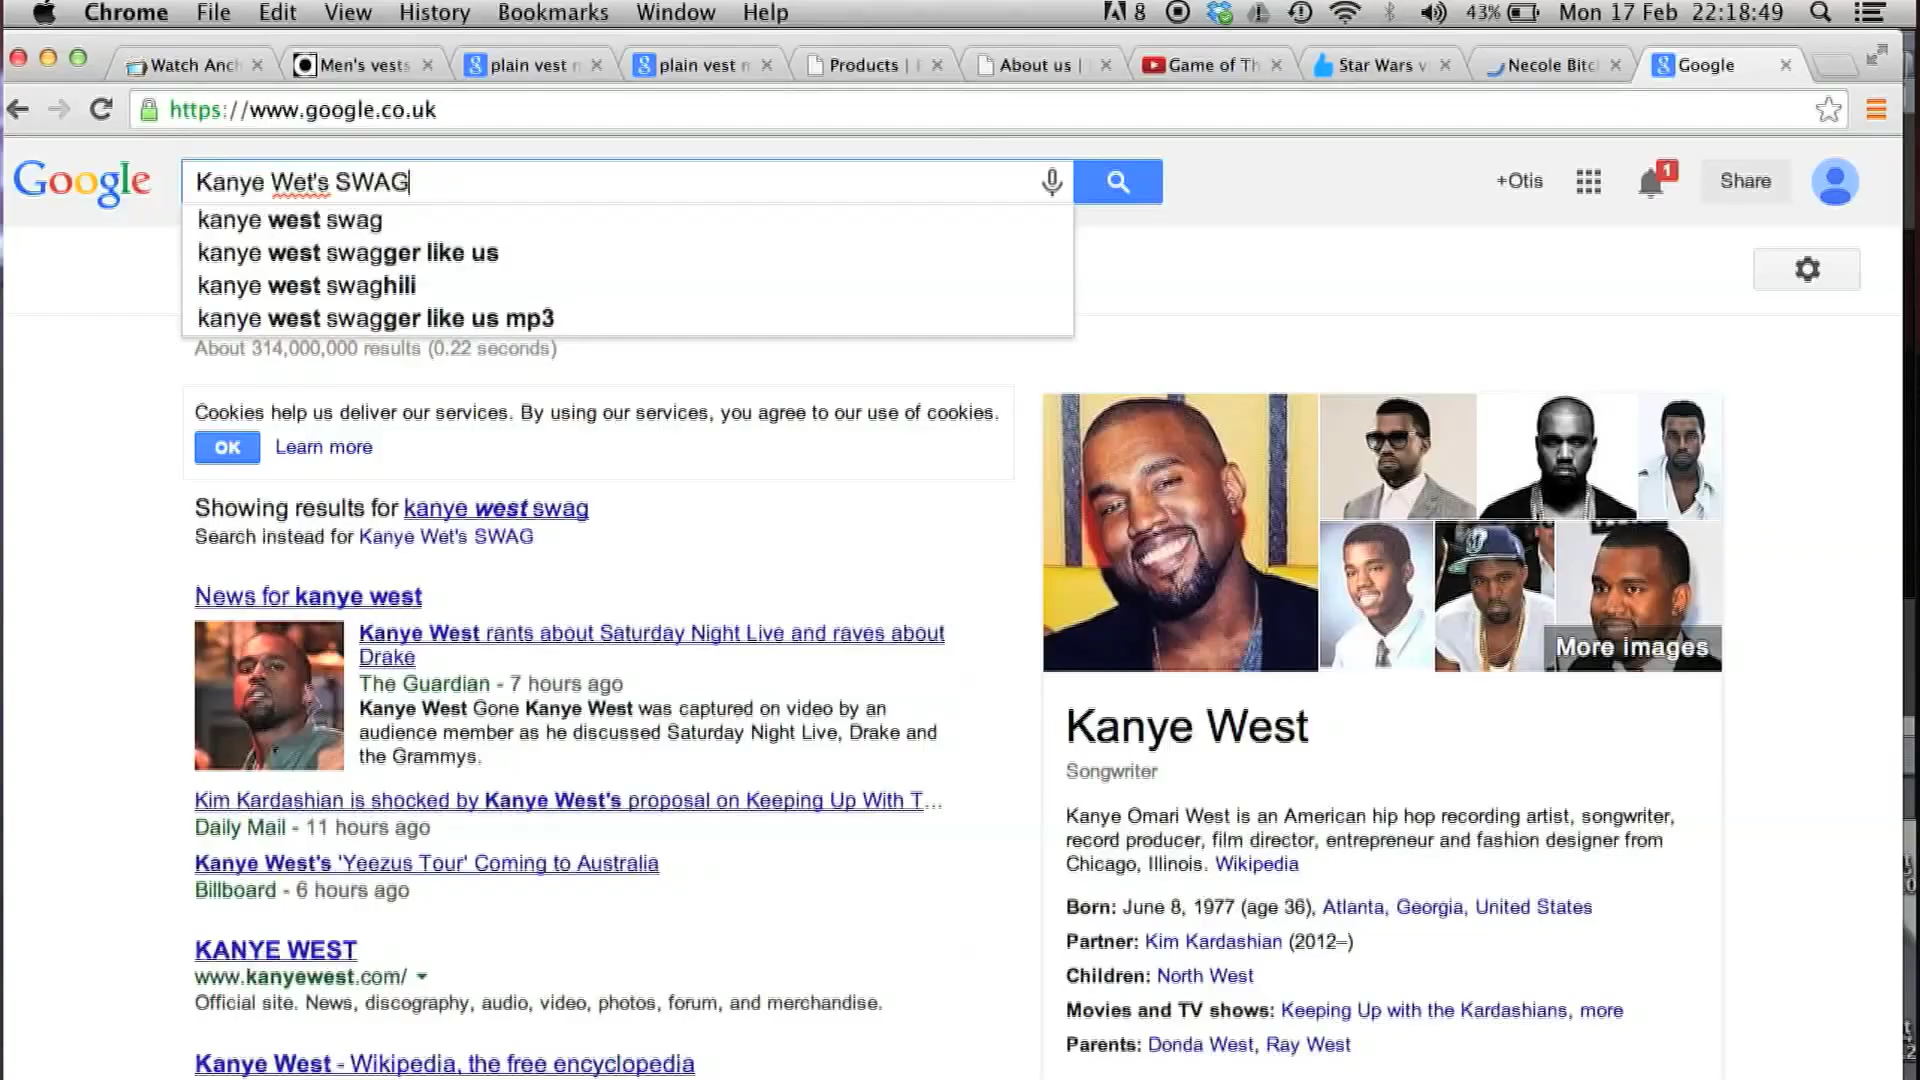 Chrome File Edit View History Bookmarks Window Help 8 43% Mon 17 Feb 22:18:49
Watch Anch Men's vests plain vest m plain vest m Products | About us | Game of Th Star Wars v Necole Bitc Google
https://www.google.co.uk
Google Kanye Wet's SWAG +Otis 1 Share
kanye west swag
kanye west swagger like us
kanye west swaghili
kanye west swagger like us mp3
About 314,000,000 results (0.22 seconds)
Cookies help us deliver our services. By using our services, you agree to our use of cookies.
OK Learn more
Showing results for kanye west swag
Search instead for Kanye Wet's SWAG
News for kanye west
Kanye West rants about Saturday Night Live and raves about
Drake
The Guardian - 7 hours ago
Kanye West Gone Kanye West was captured on video by an
audience member as he discussed Saturday Night Live, Drake and
the Grammys.
Kim Kardashian is shocked by Kanye West's proposal on Keeping Up With T...
Daily Mail - 11 hours ago
Kanye West's 'Yeezus Tour' Coming to Australia
Billboard - 6 hours ago
KANYE WEST
www.kanyewest.com/
Official site. News, discography, audio, video, photos, forum, and merchandise.
Kanye West - Wikipedia, the free encyclopedia
More images
Kanye West
Songwriter
Kanye Omari West is an American hip hop recording artist, songwriter,
record producer, film director, entrepreneur and fashion designer from
Chicago, Illinois. Wikipedia
Born: June 8, 1977 (age 36), Atlanta, Georgia, United States
Partner: Kim Kardashian (2012–)
Children: North West
Movies and TV shows: Keeping Up with the Kardashians, more
Parents: Donda West, Ray West